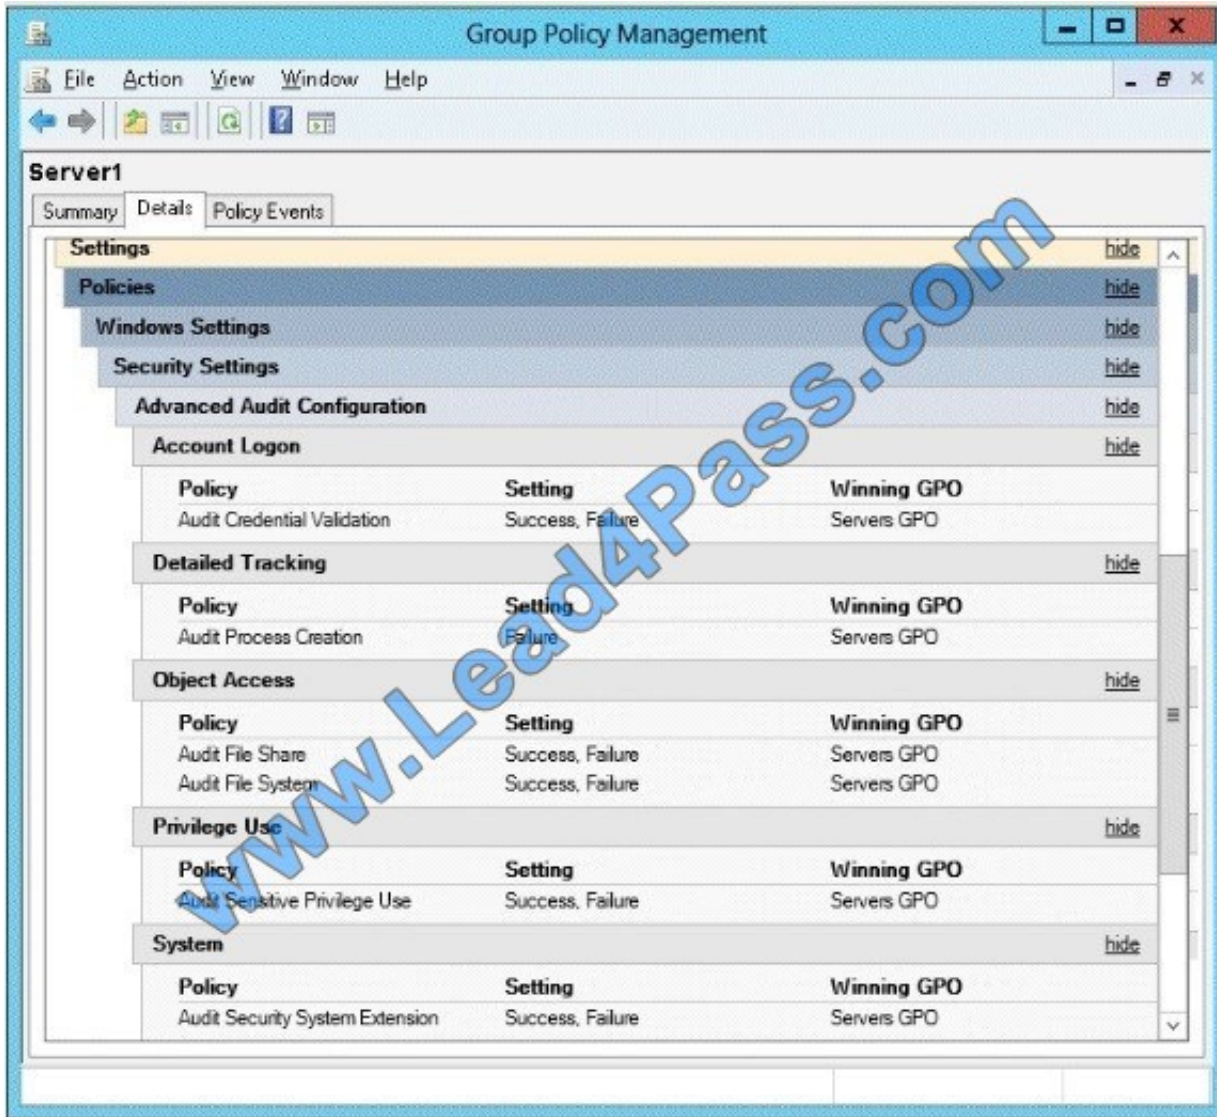 Group Policy Management
File Action View Window Help
Server1
Summary Details Policy Events
Settings hide
Policies hide
Windows Settings hide
Security Settings hide
Advanced Audit Configuration hide
Account Logon hide
Policy Setting Winning GPO
Audit Credential Validation Success, Failure Servers GPO
Detailed Tracking hide
Policy Setting Winning GPO
Audit Process Creation Failure Servers GPO
Object Access hide
Policy Setting Winning GPO
Audit File Share Success, Failure Servers GPO
Audit File System Success, Failure Servers GPO
Privilege Use hide
Policy Setting Winning GPO
Audit Sensitive Privilege Use Success, Failure Servers GPO
System hide
Policy Setting Winning GPO
Audit Security System Extension Success, Failure Servers GPO
www.Lead4Pass.com